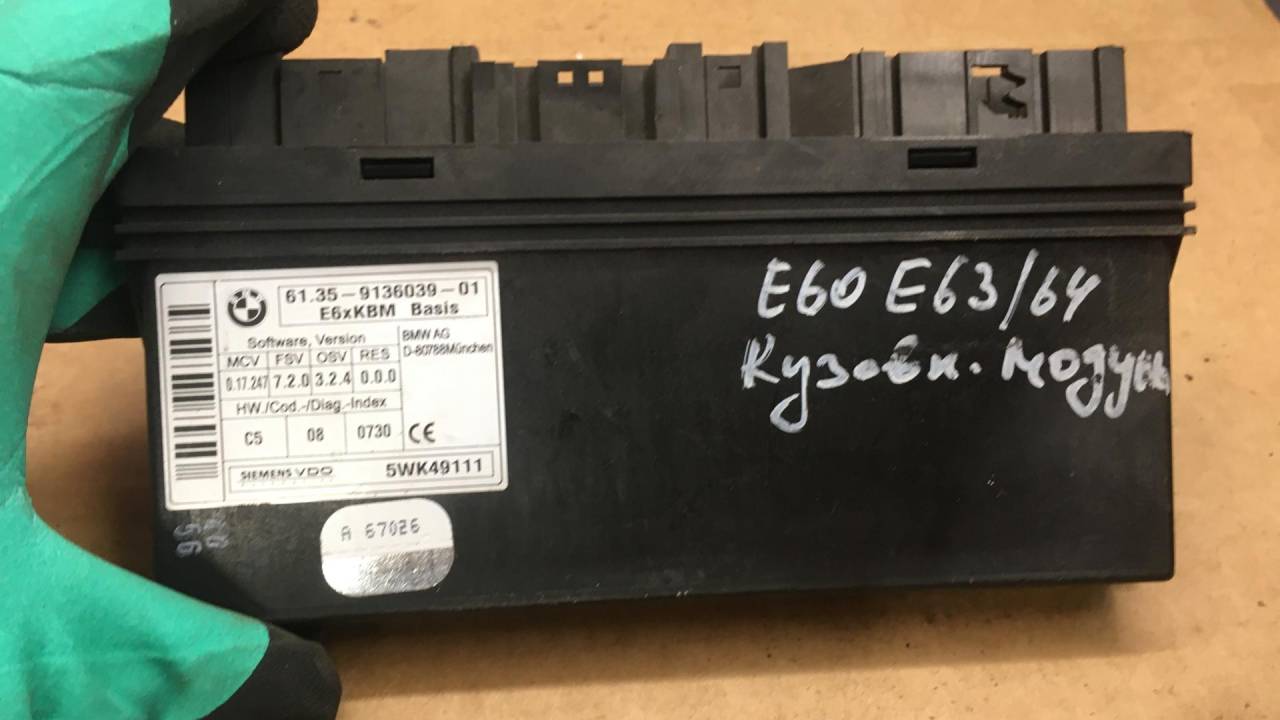 61.35-9136039-01
E6xKBM Basis
Software, Version
MCV FSV OSV RES
0.17.247 7.2.0 3.2.4 0.0.0
BMW AG
D-80788München
HW./Cod.-/Diag.-Index
C5 08 0730 CE
SIEMENS VDO 5WK49111
A 67026
E60 E63/64
Кузовн. модуль